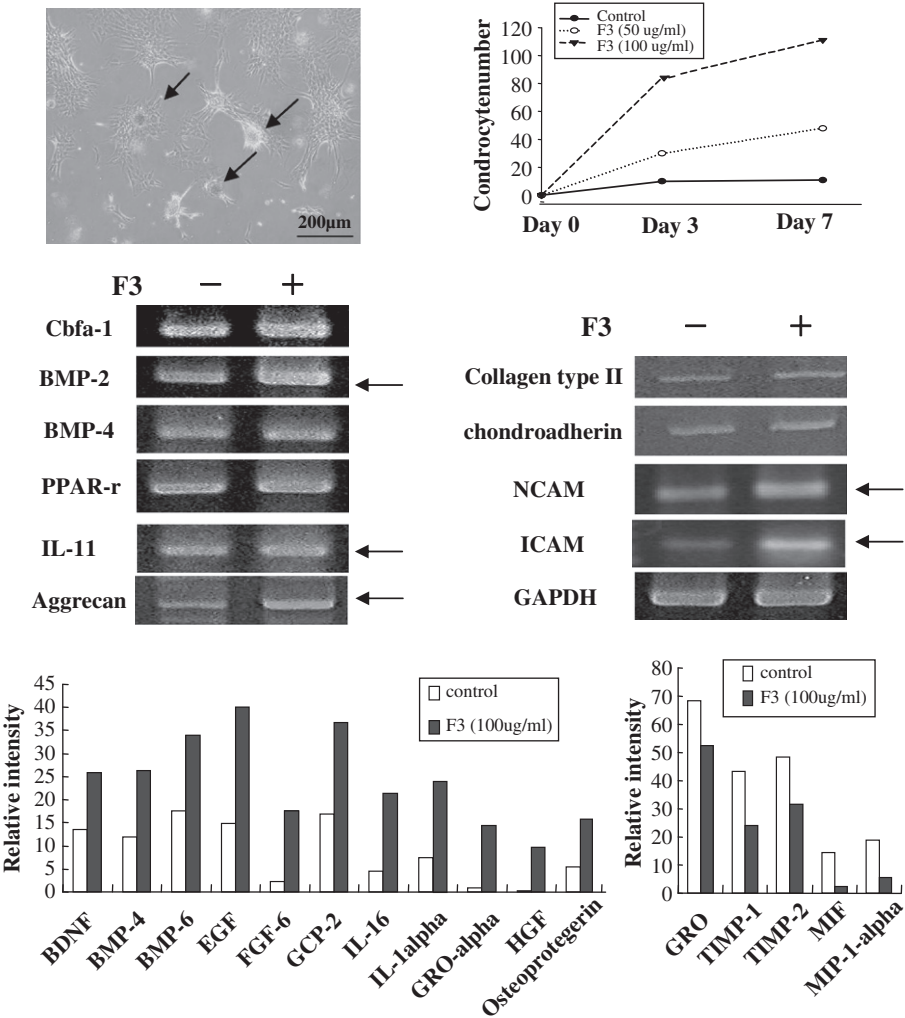 200μm
Condrocytenumber
120
100
80
60
40
20
0
Control
F3 (50 ug/ml)
F3 (100 ug/ml)
Day 0 Day 3 Day 7
F3 − +
Cbfa-1
BMP-2
BMP-4
PPAR-r
IL-11
Aggrecan
F3 − +
Collagen type II
chondroadherin
NCAM
ICAM
GAPDH
Relative intensity
45
40
35
30
25
20
15
10
5
0
control
F3 (100ug/ml)
BDNF
BMP-4
BMP-6
EGF
FGF-6
GCP-2
IL-16
IL-1alpha
GRO-alpha
HGF
Osteoprotegerin
Relative intensity
80
70
60
50
40
30
20
10
0
control
F3 (100ug/ml)
GRO
TIMP-1
TIMP-2
MIF
MIP-1-alpha